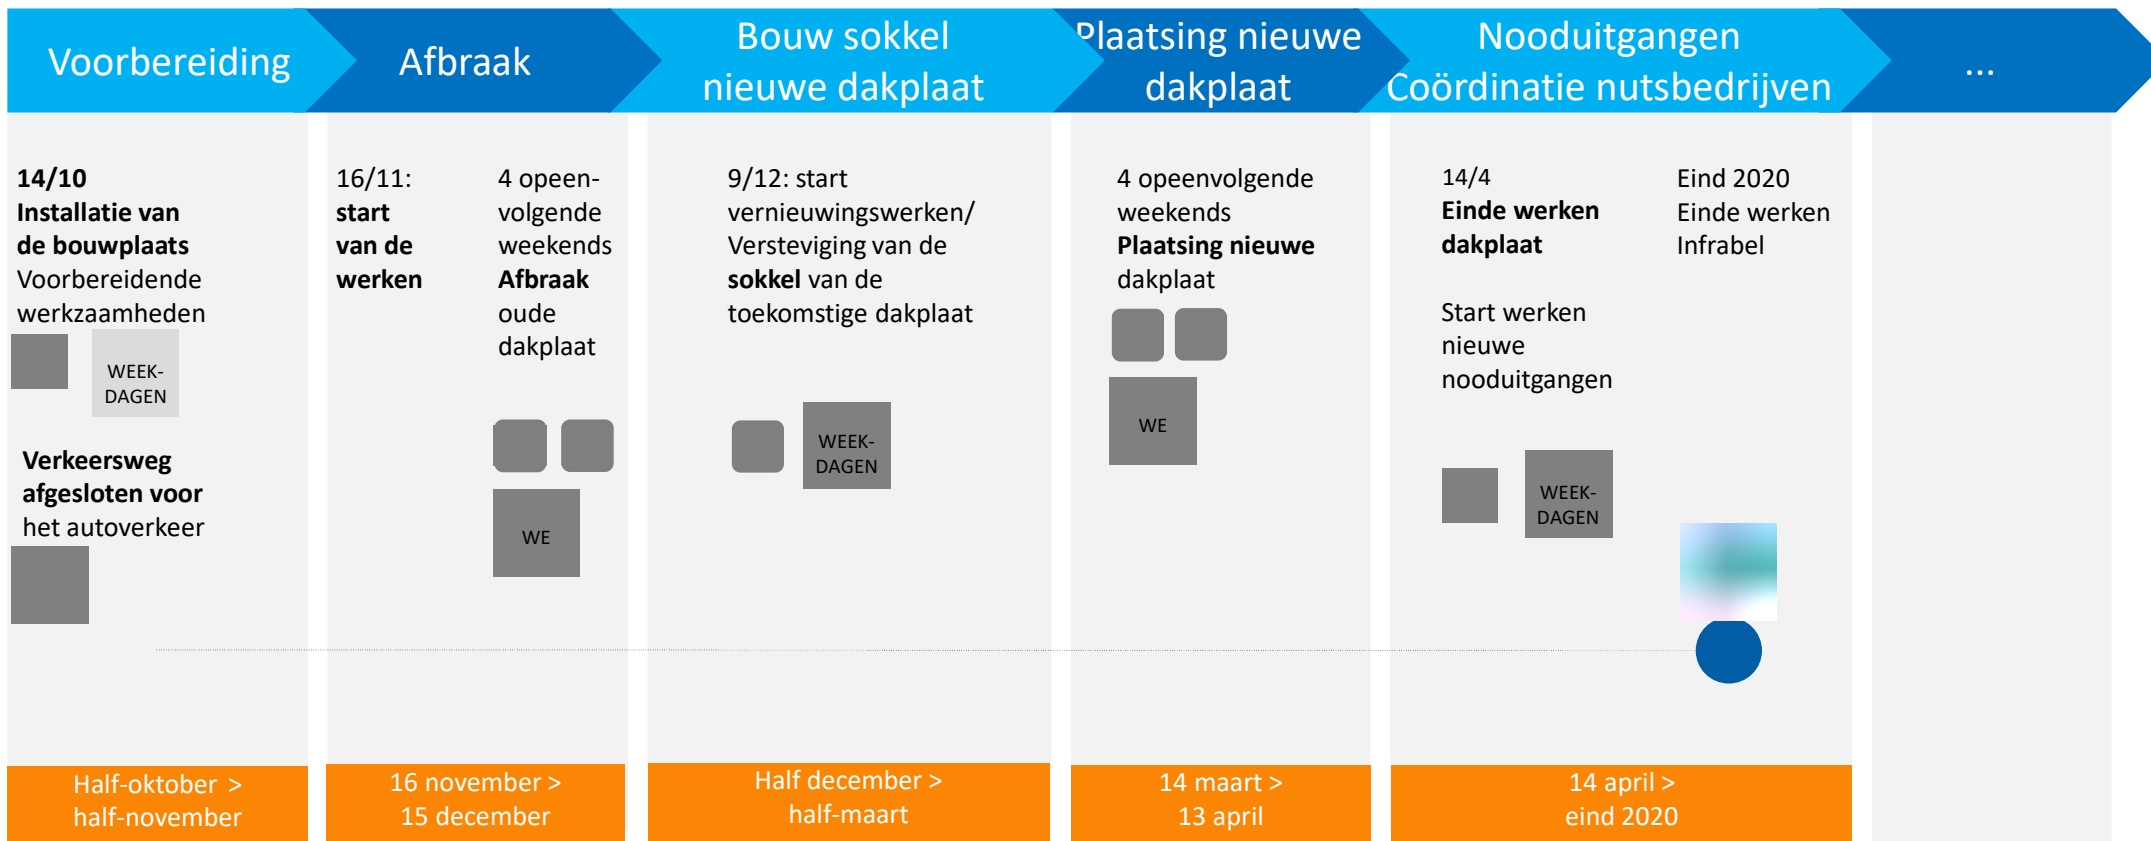 Voorbereiding
Afbraak
Bouw sokkel
nieuwe dakplaat
Plaatsing nieuwe
dakplaat
Nooduitgangen
Coördinatie nutsbedrijven
...
14/10
Installatie van
de bouwplaats
Voorbereidende
werkzaamheden
WEEK-
DAGEN
Verkeersweg
afgesloten voor
het autoverkeer
16/11:
start
van de
werken
4 opeen-
volgende
weekends
Afbraak
oude
dakplaat
WE
9/12: start
vernieuwingswerken/
Versteviging van de
sokkel van de
toekomstige dakplaat
WEEK-
DAGEN
4 opeenvolgende
weekends
Plaatsing nieuwe
dakplaat
WE
14/4
Einde werken
dakplaat
Start werken
nieuwe
nooduitgangen
WEEK-
DAGEN
Eind 2020
Einde werken
Infrabel
Half-oktober >
half-november
16 november >
15 december
Half december >
half-maart
14 maart >
13 april
14 april >
eind 2020